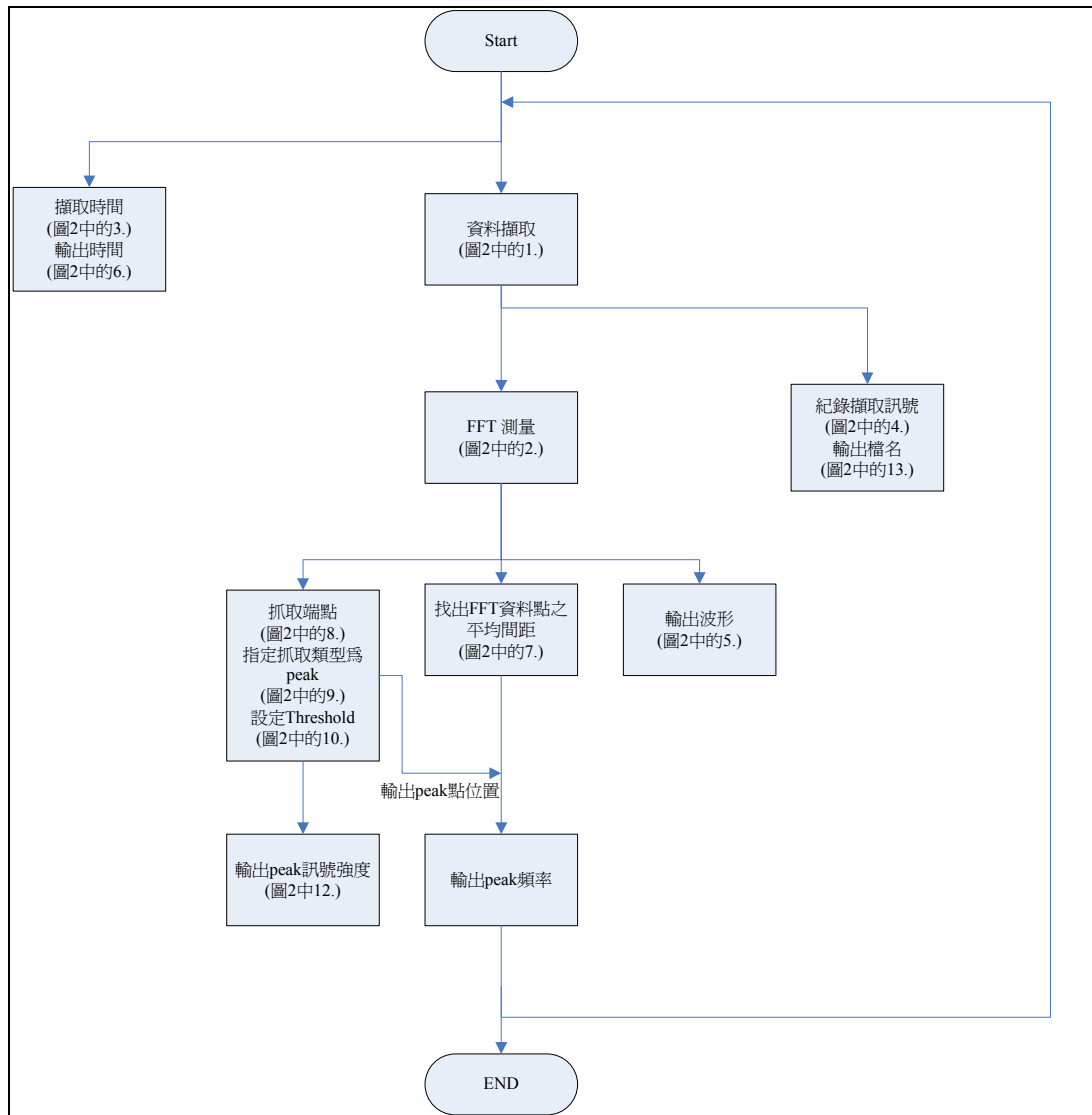 Start
擷取時間
(圖2中的3.)
輸出時間
(圖2中的6.)
資料擷取
(圖2中的1.)
FFT 測量
(圖2中的2.)
紀錄擷取訊號
(圖2中的4.)
輸出檔名
(圖2中的13.)
抓取端點
(圖2中的8.)
指定抓取類型爲
peak
(圖2中的9.)
設定Threshold
(圖2中的10.)
找出FFT資料點之
平均間距
(圖2中的7.)
輸出波形
(圖2中的5.)
輸出peak點位置
輸出peak訊號強度
(圖2中12.)
輸出peak頻率
END